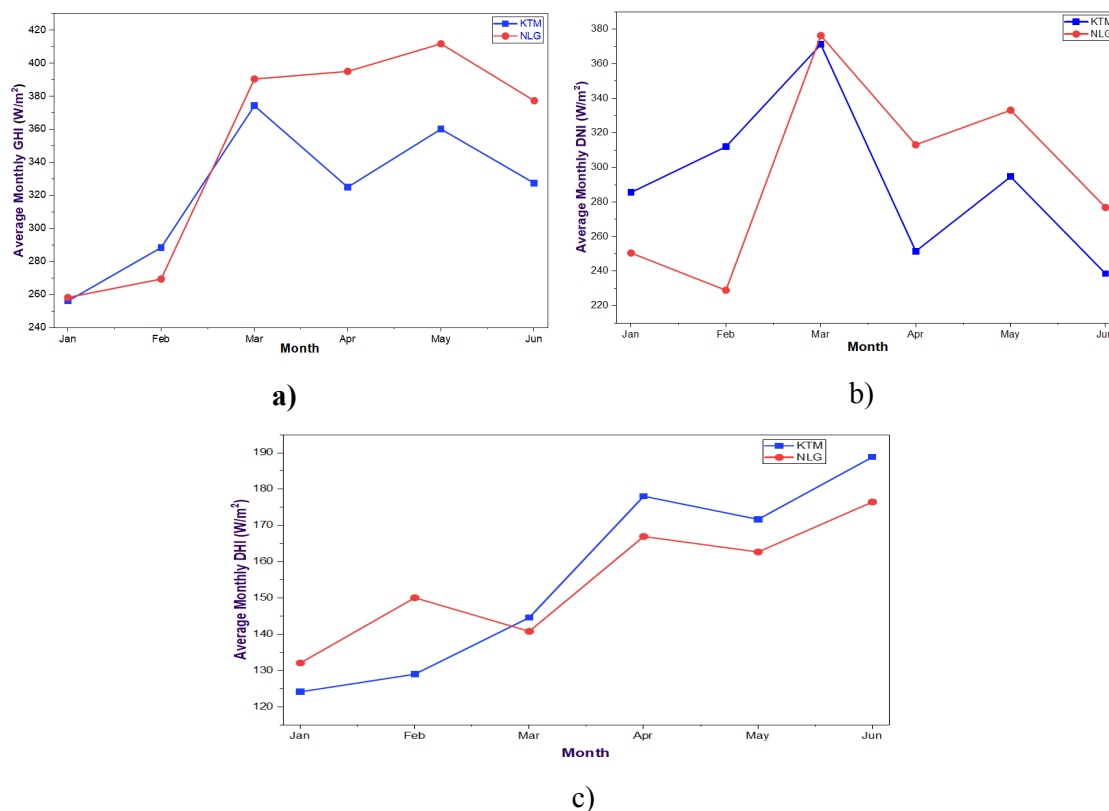 KTM
NLG
Average Monthly GHI (W/m²)
420
400
380
360
340
320
300
280
260
240
Jan Feb Mar Apr May Jun
Month
a)
KTM
NLG
Average Monthly DNI (W/m²)
380
360
340
320
300
280
260
240
220
Jan Feb Mar Apr May Jun
Month
b)
KTM
NLG
Average Monthly DHI (W/m²)
190
180
170
160
150
140
130
120
Jan Feb Mar Apr May Jun
Month
c)